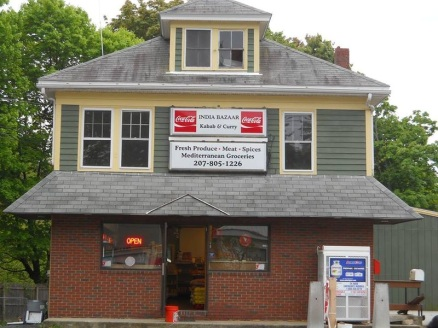 Coca-Cola INDIA BAZAAR Coca-Cola
Kabab & Curry
Fresh Produce • Meat • Spices
Mediterranean Groceries
207-805-1226
OPEN